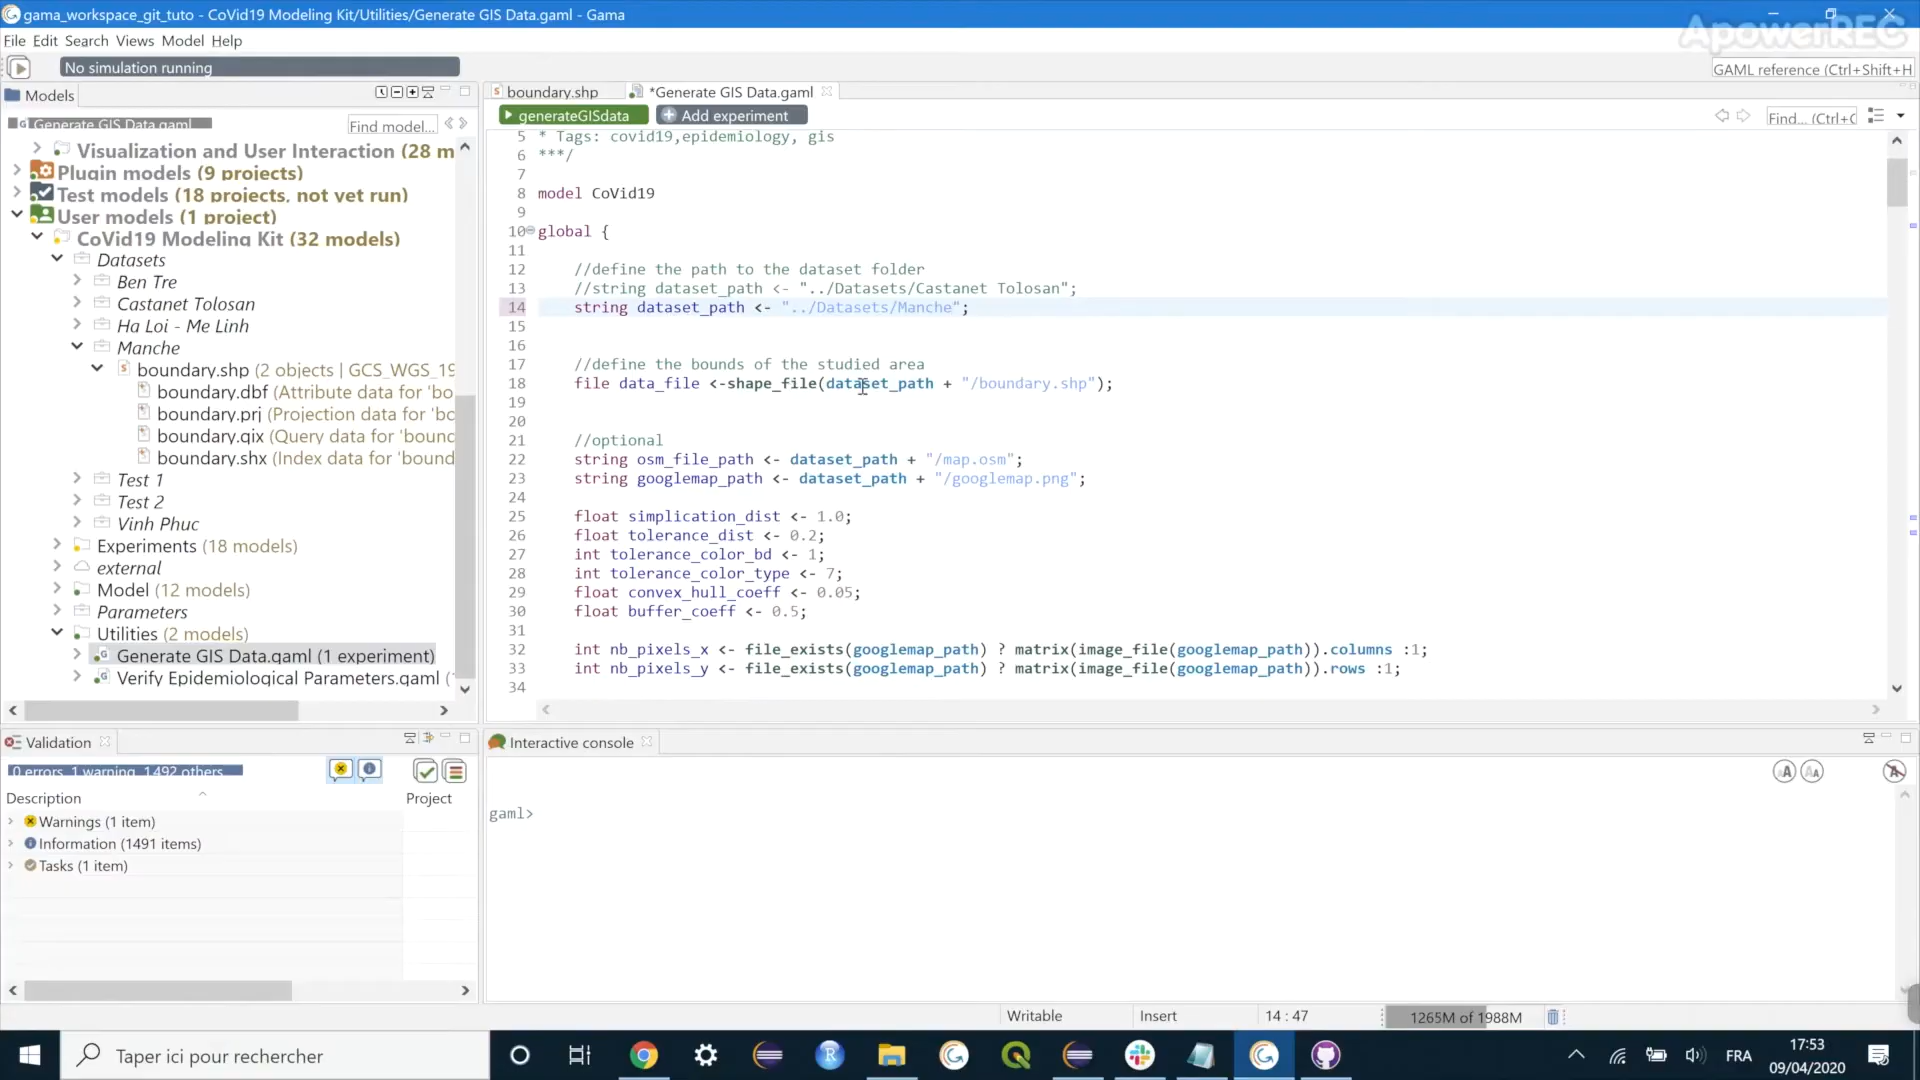 gama_workspace_git_tuto - CoVid19 Modeling Kit/Utilities/Generate GIS Data.gaml - Gama
ApowerREC
File Edit Search Views Model Help
No simulation running
GAML reference (Ctrl+Shift+H
Models
boundary.shp
*Generate GIS Data.gaml
generateGISdata
Add experiment
Find... (Ctrl+C
Generate GIS Data.gaml
Find model...
Visualization and User Interaction (28 m
Plugin models (9 projects)
Test models (18 projects, not yet run)
User models (1 project)
CoVid19 Modeling Kit (32 models)
Datasets
Ben Tre
Castanet Tolosan
Ha Loi - Me Linh
Manche
boundary.shp (2 objects | GCS_WGS_19
boundary.dbf (Attribute data for 'bo
boundary.prj (Projection data for 'bc
boundary.qix (Query data for 'bounc
boundary.shx (Index data for 'bound
Test 1
Test 2
Vinh Phuc
Experiments (18 models)
external
Model (12 models)
Parameters
Utilities (2 models)
Generate GIS Data.gaml (1 experiment)
Verify Epidemiological Parameters.gaml (
5 * Tags: covid19,epidemiology, gis
6 ***/
7
8 model CoVid19
9
10 global {
11
12 //define the path to the dataset folder
13 //string dataset_path <- "../Datasets/Castanet Tolosan";
14 string dataset_path <- "../Datasets/Manche";
15
16
17 //define the bounds of the studied area
18 file data_file <-shape_file(dataset_path + "/boundary.shp");
19
20
21 //optional
22 string osm_file_path <- dataset_path + "/map.osm";
23 string googlemap_path <- dataset_path + "/googlemap.png";
24
25 float simplication_dist <- 1.0;
26 float tolerance_dist <- 0.2;
27 int tolerance_color_bd <- 1;
28 int tolerance_color_type <- 7;
29 float convex_hull_coeff <- 0.05;
30 float buffer_coeff <- 0.5;
31
32 int nb_pixels_x <- file_exists(googlemap_path) ? matrix(image_file(googlemap_path)).columns :1;
33 int nb_pixels_y <- file_exists(googlemap_path) ? matrix(image_file(googlemap_path)).rows :1;
34
Validation
0 errors, 1 warning, 1492 others
Description
Project
Warnings (1 item)
Information (1491 items)
Tasks (1 item)
Interactive console
gaml>
Writable
Insert
14 : 47
1265M of 1988M
Taper ici pour rechercher
FRA
17:53
09/04/2020